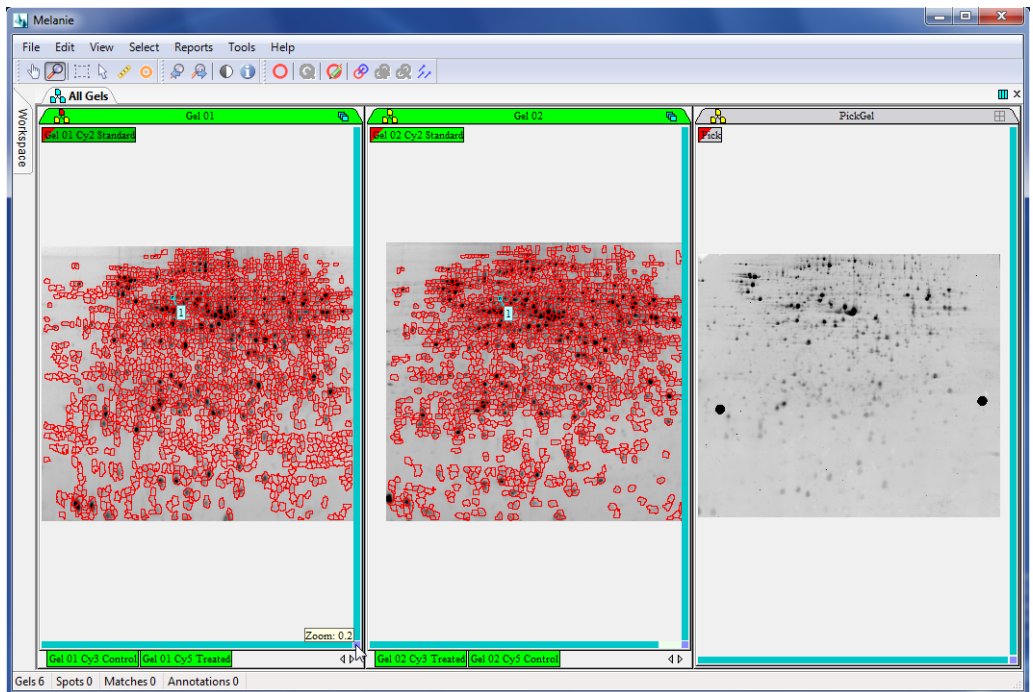 Melanie
File Edit View Select Reports Tools Help
All Gels
Workspace
Gel 01
Gel 02
PickGel
Gel 01 Cy2 Standard
Gel 02 Cy2 Standard
Pick
1
1
Zoom: 0.2
Gel 01 Cy3 Control Gel 01 Cy5 Treated
Gel 02 Cy3 Treated Gel 02 Cy5 Control
Gels 6 Spots 0 Matches 0 Annotations 0